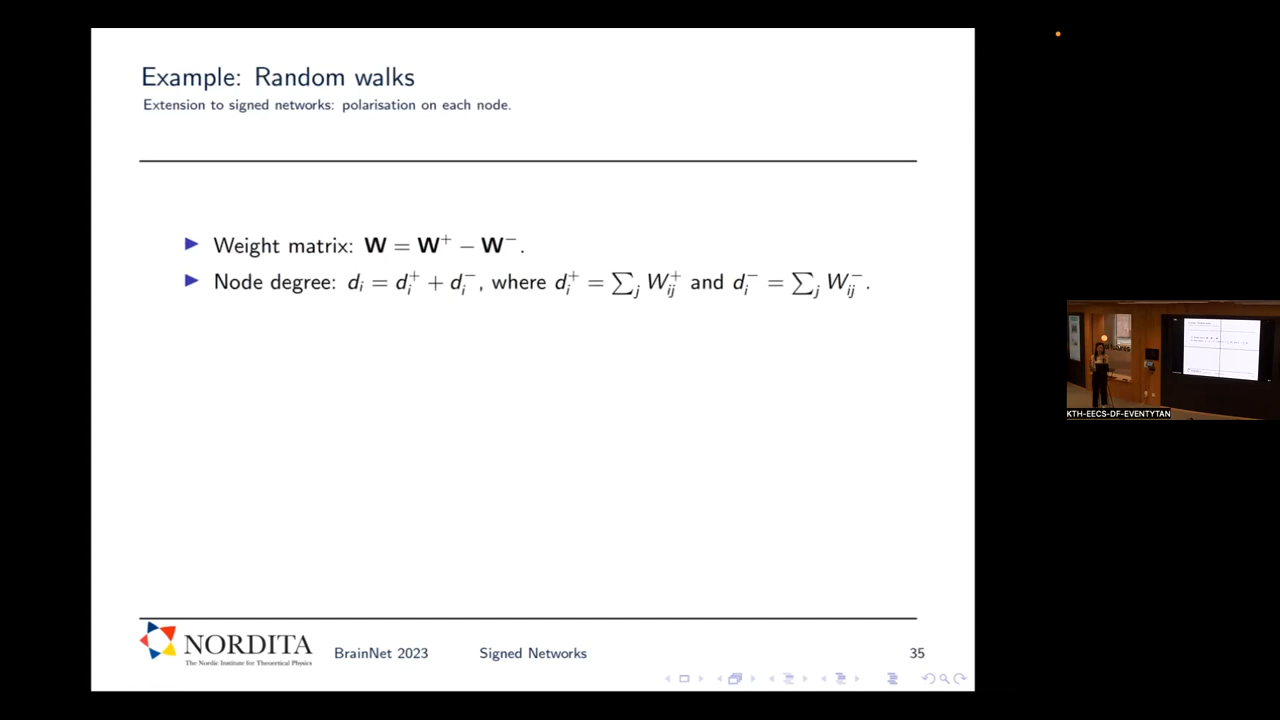 Example: Random walks
Extension to signed networks: polarisation on each node.
▶ Weight matrix: W = W⁺ − W⁻.
▶ Node degree: dᵢ = dᵢ⁺ + dᵢ⁻, where dᵢ⁺ = ∑ⱼ Wᵢⱼ⁺ and dᵢ⁻ = ∑ⱼ Wᵢⱼ⁻.
KTH-EECS-DF-EVENTYTAN
NORDITA
The Nordic Institute for Theoretical Physics
BrainNet 2023 Signed Networks 35